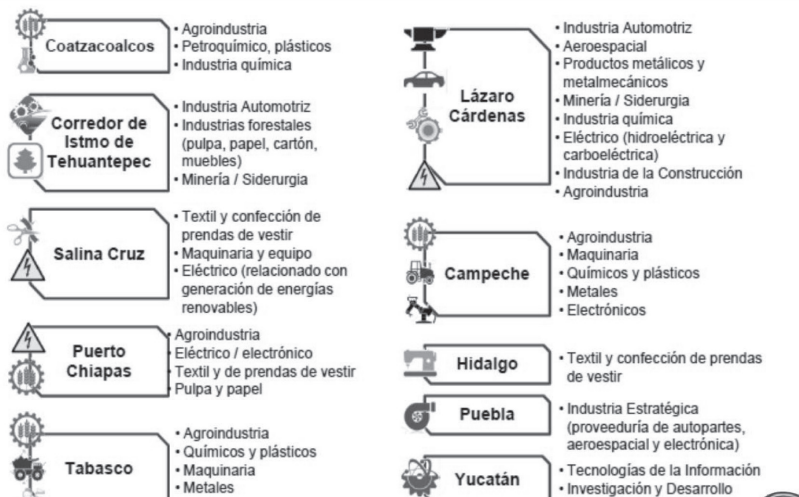 Coatzacoalcos
• Agroindustria
• Petroquímico, plásticos
• Industria química
Corredor de
Istmo de
Tehuantepec
• Industria Automotriz
• Industrias forestales
(pulpa, papel, cartón,
muebles)
• Minería / Siderurgia
Salina Cruz
• Textil y confección de
prendas de vestir
• Maquinaria y equipo
• Eléctrico (relacionado con
generación de energías
renovables)
Puerto
Chiapas
Agroindustria
Eléctrico / electrónico
Textil y de prendas de vestir
Pulpa y papel
Tabasco
• Agroindustria
• Químicos y plásticos
• Maquinaria
• Metales
Lázaro
Cárdenas
• Industria Automotriz
• Aeroespacial
• Productos metálicos y
metalmecánicos
• Minería / Siderurgia
• Industria química
• Eléctrico (hidroeléctrica y
carboeléctrica)
• Industria de la Construcción
• Agroindustria
Campeche
• Agroindustria
• Maquinaria
• Químicos y plásticos
• Metales
• Electrónicos
Hidalgo
• Textil y confección de prendas
de vestir
Puebla
• Industria Estratégica
(proveeduría de autopartes,
aeroespacial y electrónica)
Yucatán
• Tecnologías de la Información
• Investigación y Desarrollo